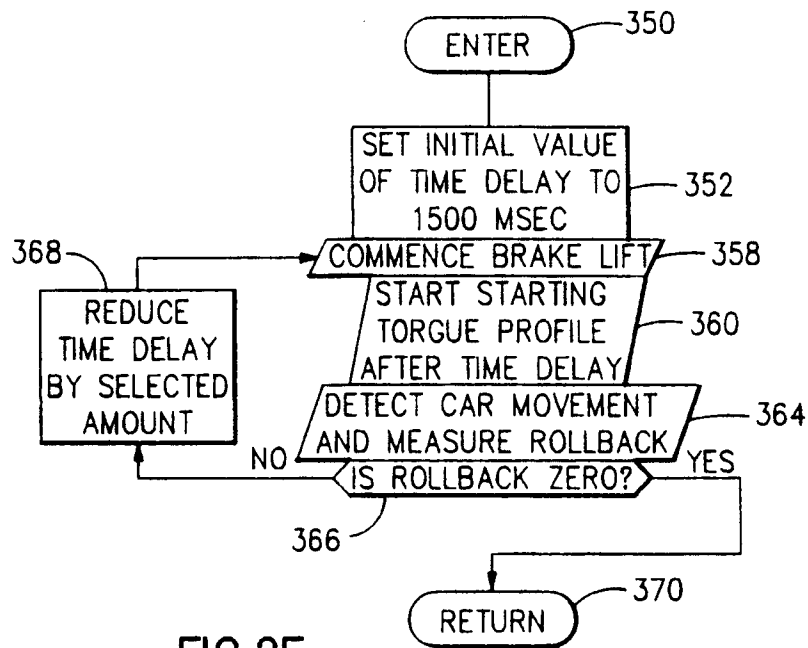 ENTER
350
SET INITIAL VALUE
OF TIME DELAY TO
1500 MSEC
352
COMMENCE BRAKE LIFT
358
368
REDUCE
TIME DELAY
BY SELECTED
AMOUNT
START STARTING
TORGUE PROFILE
AFTER TIME DELAY
360
DETECT CAR MOVEMENT
AND MEASURE ROLLBACK
364
NO
IS ROLLBACK ZERO?
YES
366
RETURN
370